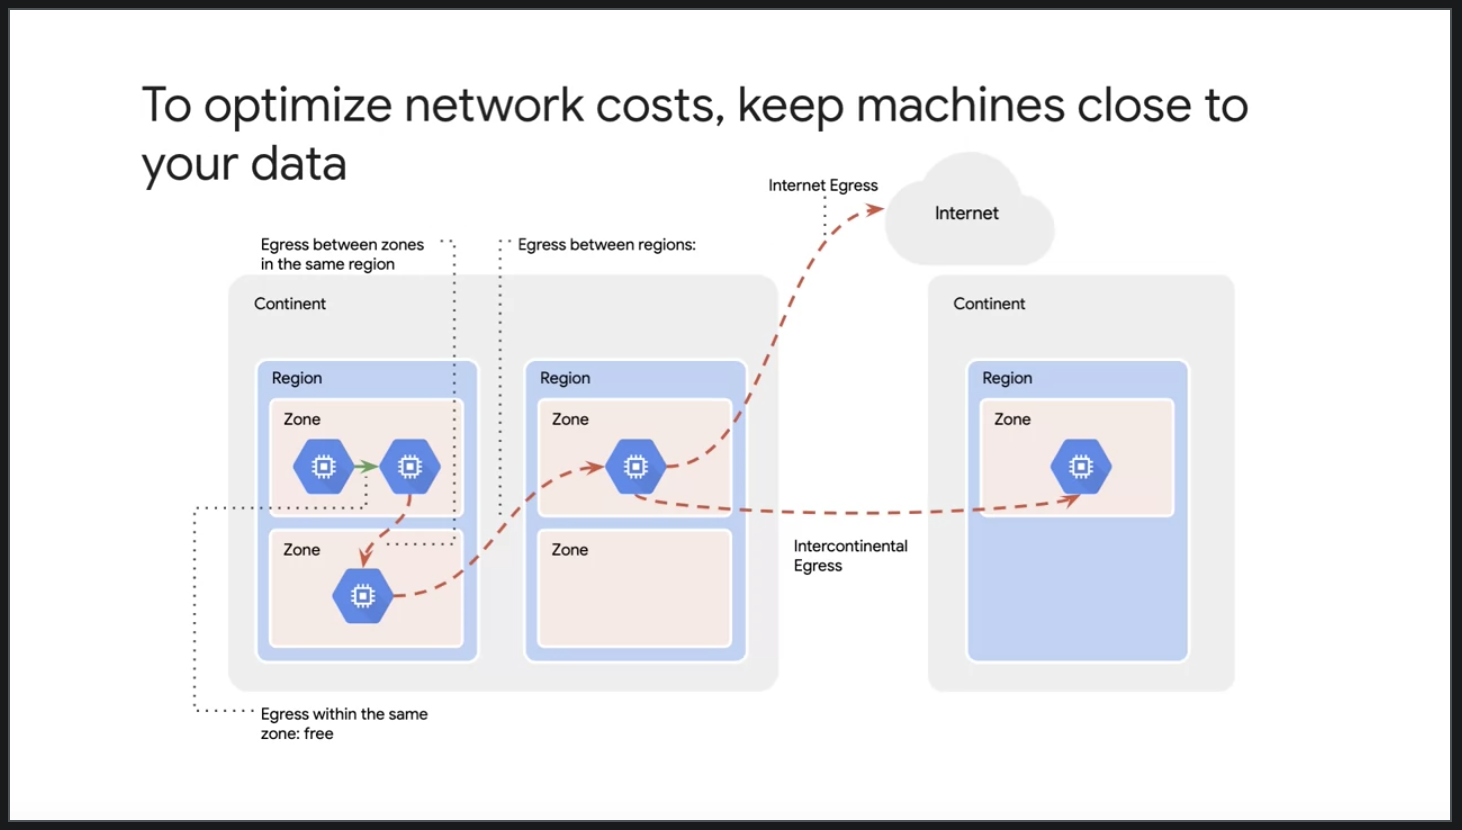 To optimize network costs, keep machines close to
your data
Internet Egress
Internet
Egress between zones
in the same region
Egress between regions:
Continent
Continent
Region
Region
Region
Zone
Zone
Zone
Zone
Zone
Intercontinental
Egress
Egress within the same
zone: free